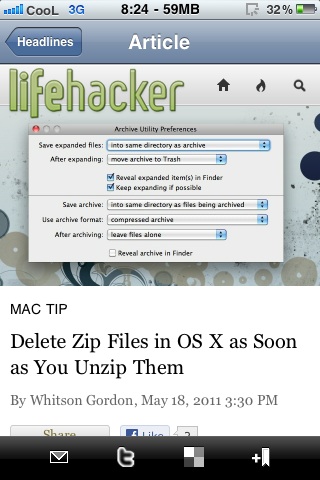 CooL 3G 8:24 - 59MB 32%
Headlines Article
lifehacker
Archive Utility Preferences
Save expanded files: into same directory as archive
After expanding: move archive to Trash
Reveal expanded item(s) in Finder
Keep expanding if possible
Save archive: into same directory as files being archived
Use archive format: compressed archive
After archiving: leave files alone
Reveal archive in Finder
MAC TIP
Delete Zip Files in OS X as Soon
as You Unzip Them
By Whitson Gordon, May 18, 2011 3:30 PM
Share Like